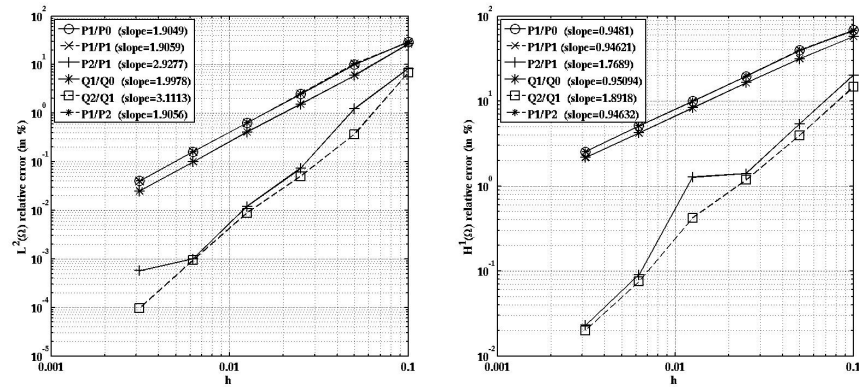 P1/P0 (slope=1.9049)
P1/P1 (slope=1.9059)
P2/P1 (slope=2.9277)
Q1/Q0 (slope=1.9978)
Q2/Q1 (slope=3.1113)
P1/P2 (slope=1.9056)
L²(Ω) relative error (in %)
10²
10¹
10⁰
10⁻¹
10⁻²
10⁻³
10⁻⁴
10⁻⁵
0.001 0.01 0.1
h
P1/P0 (slope=0.9481)
P1/P1 (slope=0.94621)
P2/P1 (slope=1.7689)
Q1/Q0 (slope=0.95094)
Q2/Q1 (slope=1.8918)
P1/P2 (slope=0.94632)
H¹(Ω) relative error (in %)
10²
10¹
10⁰
10⁻¹
10⁻²
0.001 0.01 0.1
h